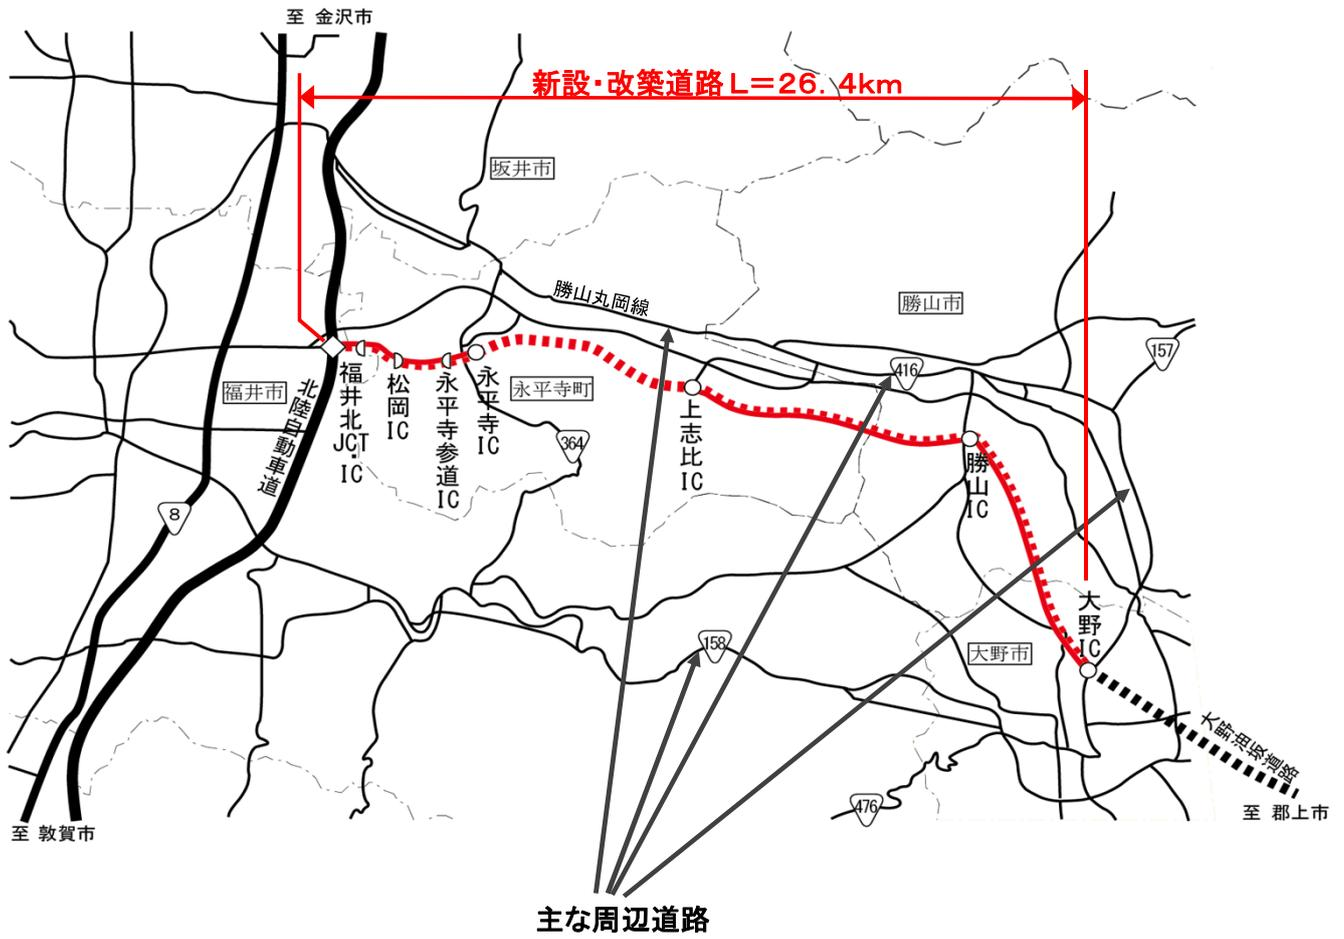 至 金沢市
新設・改築道路L=26.4km
坂井市
勝山丸岡線
勝山市
157
416
福井市
北陸自動車道
福井北JCT・IC
松岡IC
永平寺参道IC
永平寺IC
永平寺町
364
上志比IC
勝山IC
8
大野IC
158
大野市
大野油坂道路
476
至 郡上市
至 敦賀市
主な周辺道路